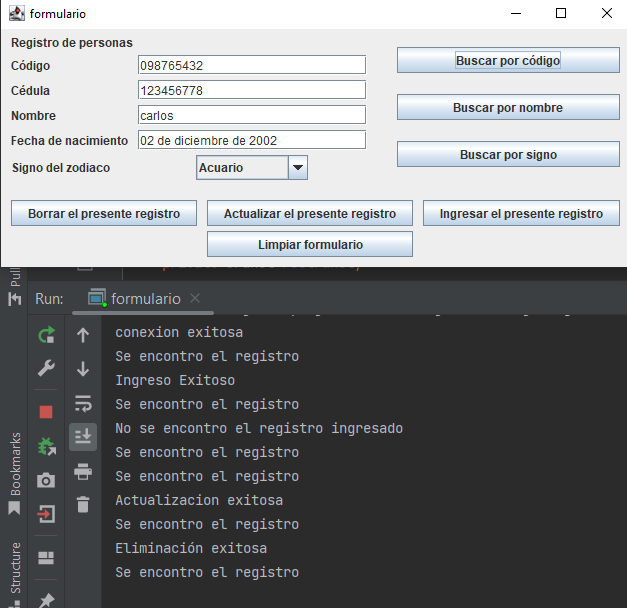 formulario
Registro de personas
Código 098765432
Buscar por código
Cédula 123456778
Nombre carlos
Buscar por nombre
Fecha de nacimiento 02 de diciembre de 2002
Signo del zodiaco Acuario
Buscar por signo
Borrar el presente registro Actualizar el presente registro Ingresar el presente registro
Limpiar formulario
Pull
Run: formulario
conexion exitosa
Se encontro el registro
Ingreso Exitoso
Se encontro el registro
No se encontro el registro ingresado
Se encontro el registro
Se encontro el registro
Actualizacion exitosa
Se encontro el registro
Eliminación exitosa
Se encontro el registro
Bookmarks
Structure